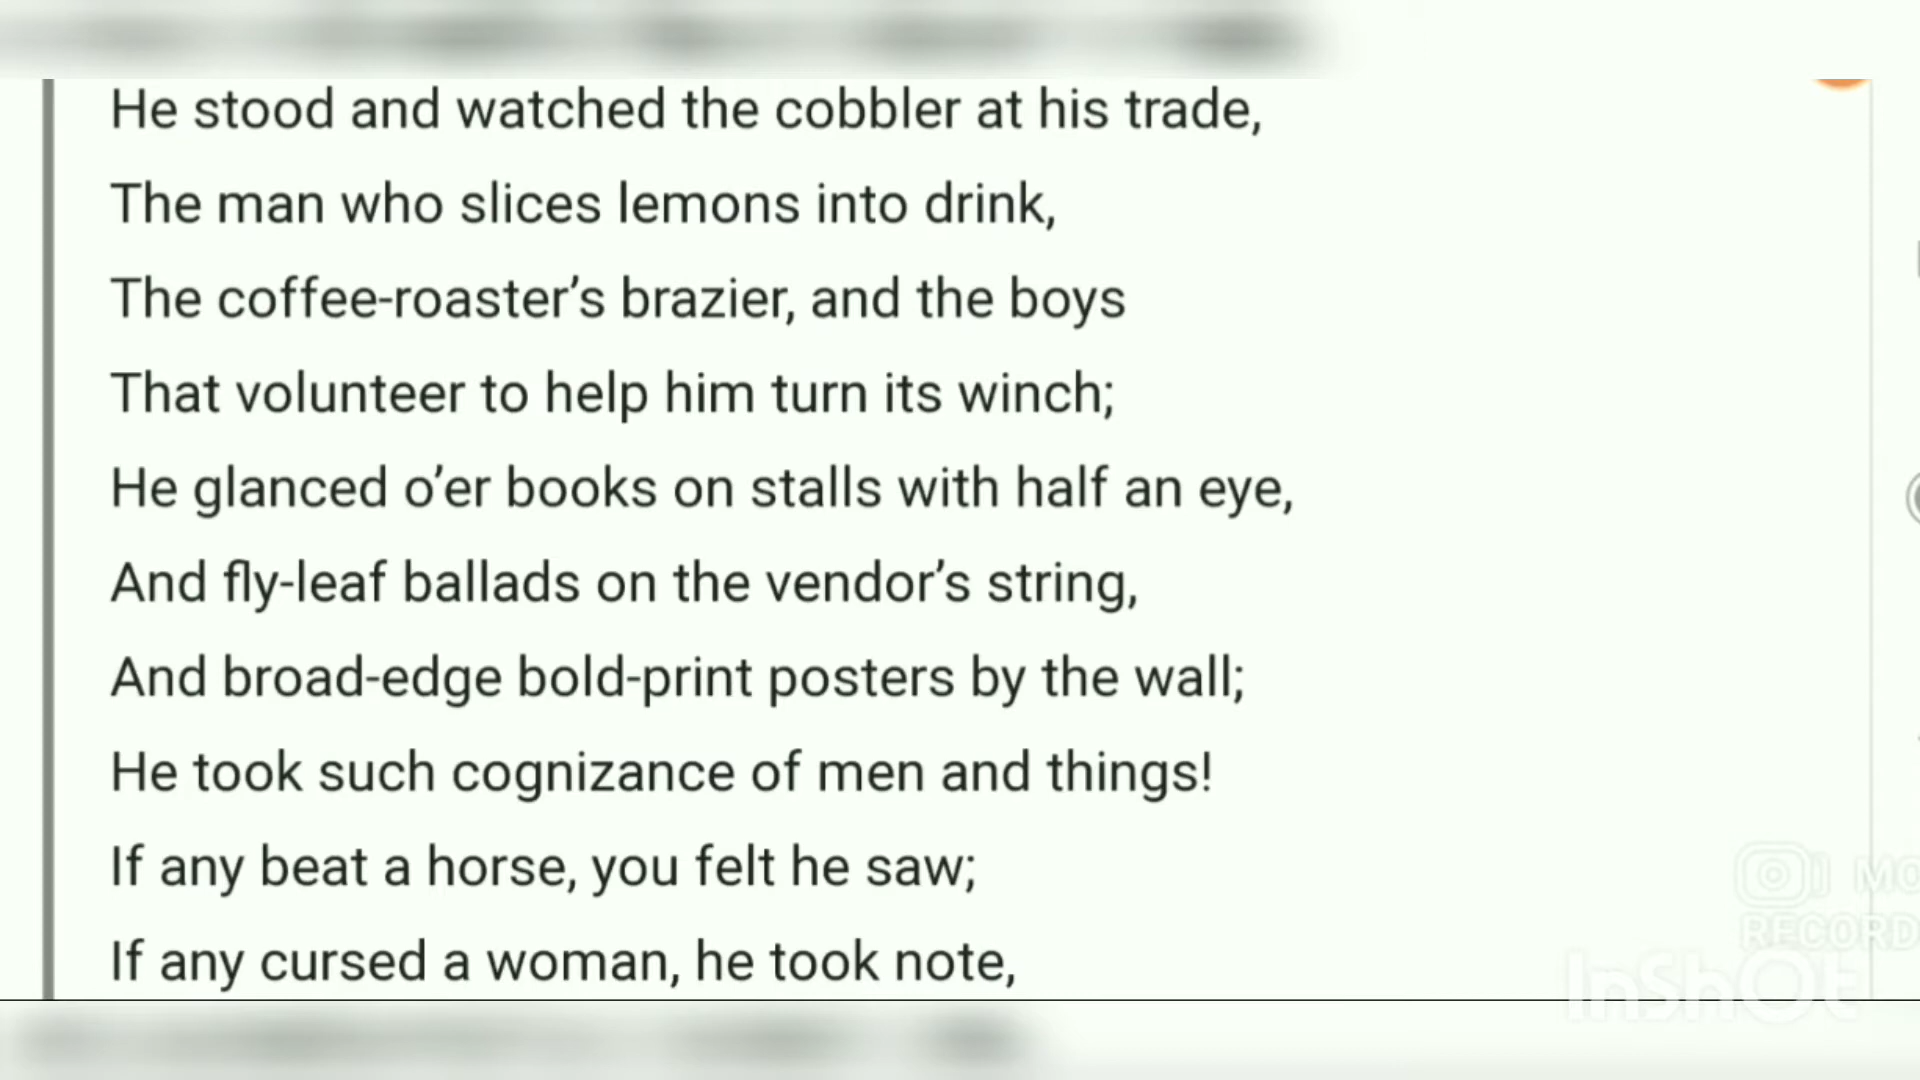 He stood and watched the cobbler at his trade,
The man who slices lemons into drink,
The coffee-roaster’s brazier, and the boys
That volunteer to help him turn its winch;
He glanced o’er books on stalls with half an eye,
And fly-leaf ballads on the vendor’s string,
And broad-edge bold-print posters by the wall;
He took such cognizance of men and things!
If any beat a horse, you felt he saw;
If any cursed a woman, he took note,
RECORD
InShOt